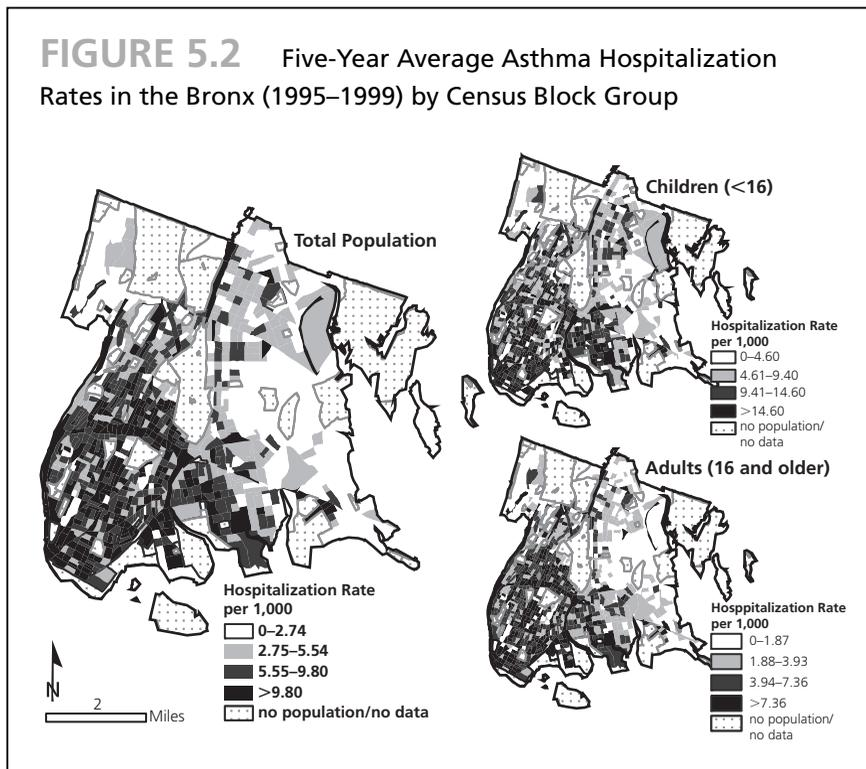 FIGURE 5.2 Five-Year Average Asthma Hospitalization
Rates in the Bronx (1995–1999) by Census Block Group
Total Population
Hospitalization Rate
per 1,000
0–2.74
2.75–5.54
5.55–9.80
>9.80
no population/no data
N
2
Miles
Children (<16)
Hospitalization Rate
per 1,000
0–4.60
4.61–9.40
9.41–14.60
>14.60
no population/
no data
Adults (16 and older)
Hosppitalization Rate
per 1,000
0–1.87
1.88–3.93
3.94–7.36
>7.36
no population/
no data